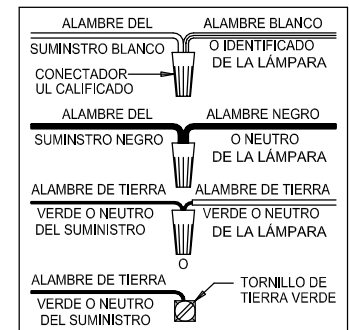 ALAMBRE DEL ALAMBRE BLANCO
SUMINSTRO BLANCO O IDENTIFICADO
DE LA LÁMPARA
CONECTADOR
UL CALIFICADO
ALAMBRE DEL ALAMBRE NEGRO
SUMINSTRO NEGRO O NEUTRO
DE LA LÁMPARA
ALAMBRE DE TIERRA ALAMBRE DE TIERRA
VERDE O NEUTRO VERDE O NEUTRO
DEL SUMINISTRO DE LA LÁMPARA
O
ALAMBRE DE TIERRA TORNILLO DE
TIERRA VERDE
VERDE O NEUTRO
DEL SUMINISTRO